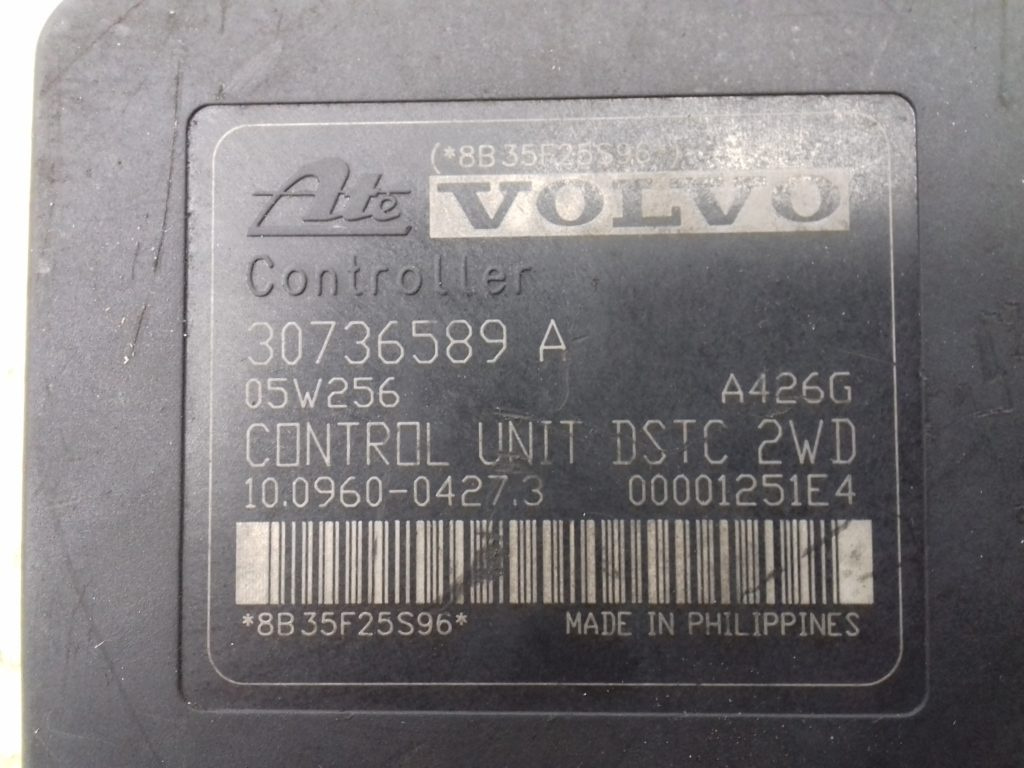 (*8B35F25S96*)
Ate VOLVO
Controller
30736589 A
05W256 A426G
CONTROL UNIT DSTC 2WD
10.0960-0427.3 00001251E4
*8B35F25S96* MADE IN PHILIPPINES